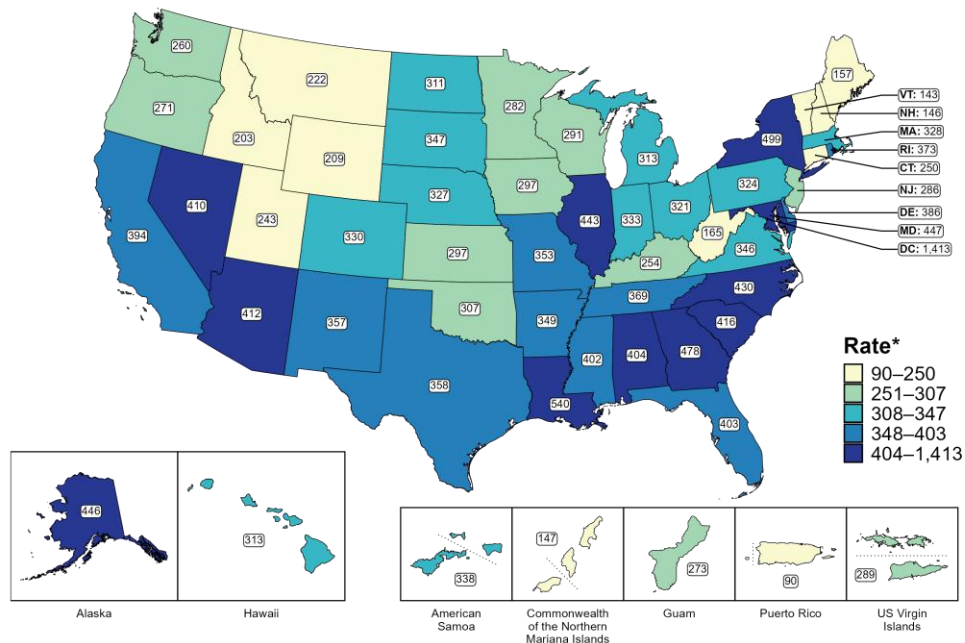 260
222
311
157
VT: 143
282
NH: 146
271
499
MA: 328
347
291
RI: 373
203
209
313
CT: 250
NJ: 286
297
324
327
DE: 386
321
410
443
333
MD: 447
243
330
165
DC: 1,413
394
297
353
346
254
430
369
412
357
307
349
416
402
404
478
358
540
403
Rate*
90–250
251–307
308–347
348–403
404–1,413
446
313
147
338
273
90
289
Alaska
Hawaii
American
Samoa
Commonwealth
of the Northern
Mariana Islands
Guam
Puerto Rico
US Virgin
Islands